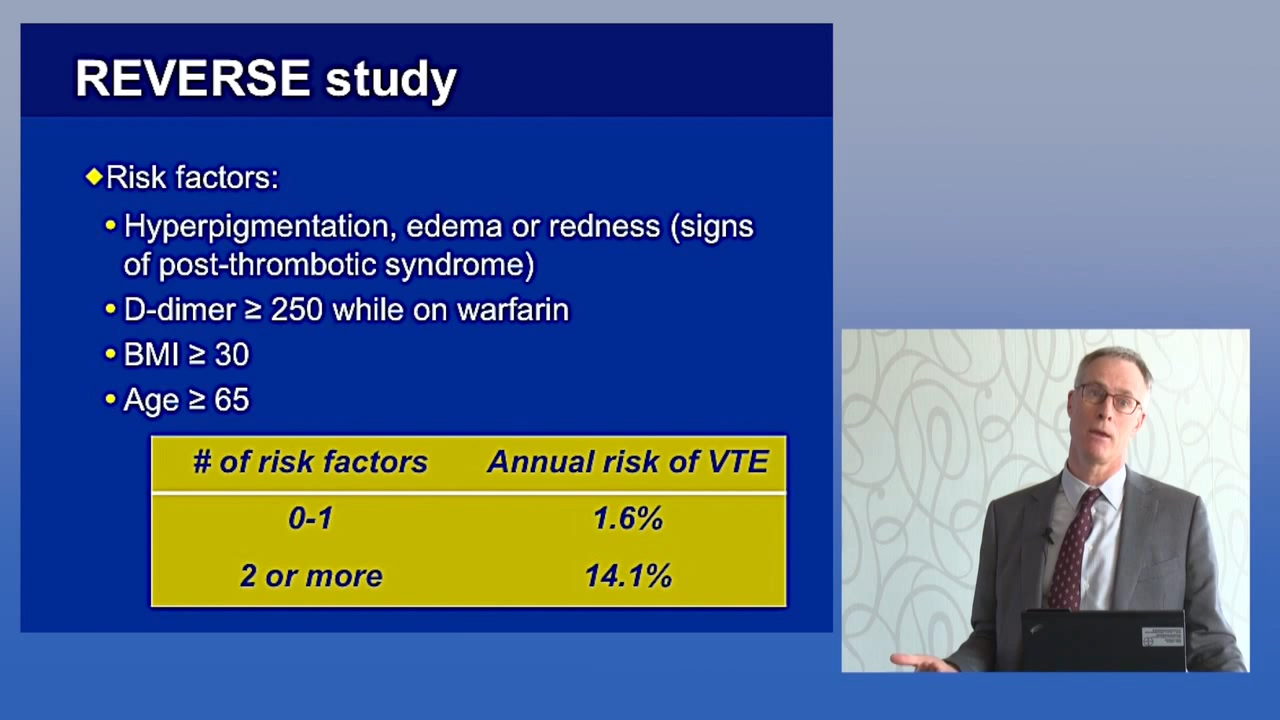 REVERSE study
Risk factors:
Hyperpigmentation, edema or redness (signs
of post-thrombotic syndrome)
D-dimer ≥ 250 while on warfarin
BMI ≥ 30
Age ≥ 65
# of risk factors Annual risk of VTE
0-1 1.6%
2 or more 14.1%